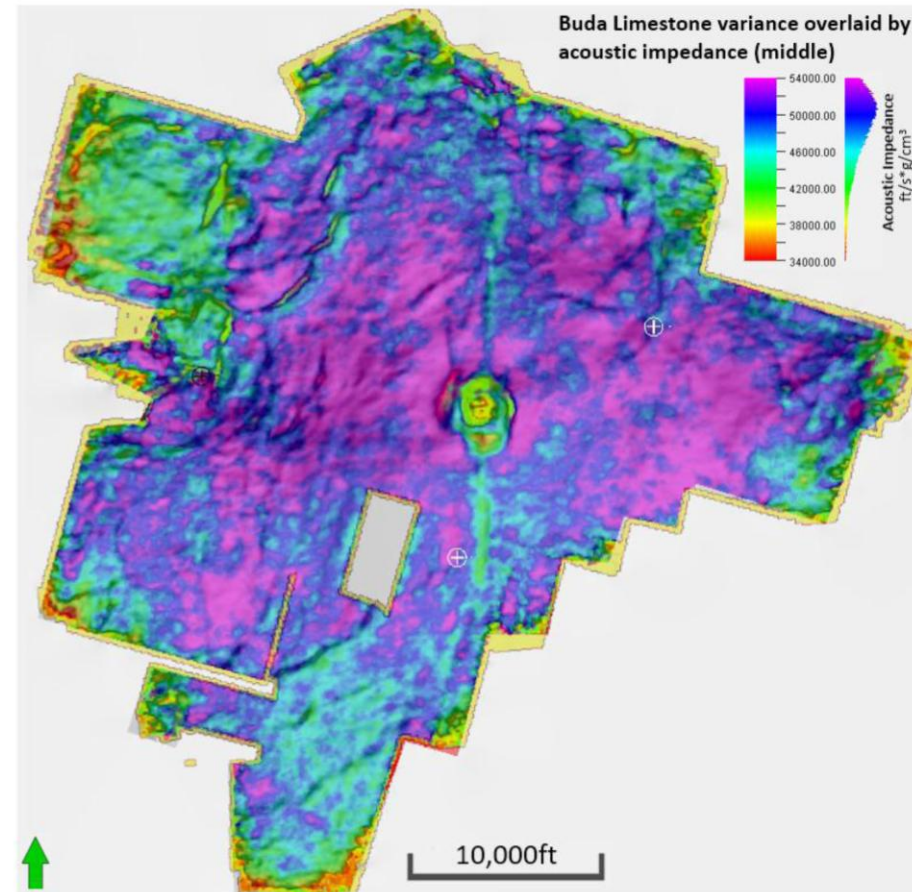 Buda Limestone variance overlaid by
acoustic impedance (middle)
54000.00
50000.00
46000.00
42000.00
38000.00
34000.00
Acoustic Impedance
ft/s*g/cm³
10,000ft